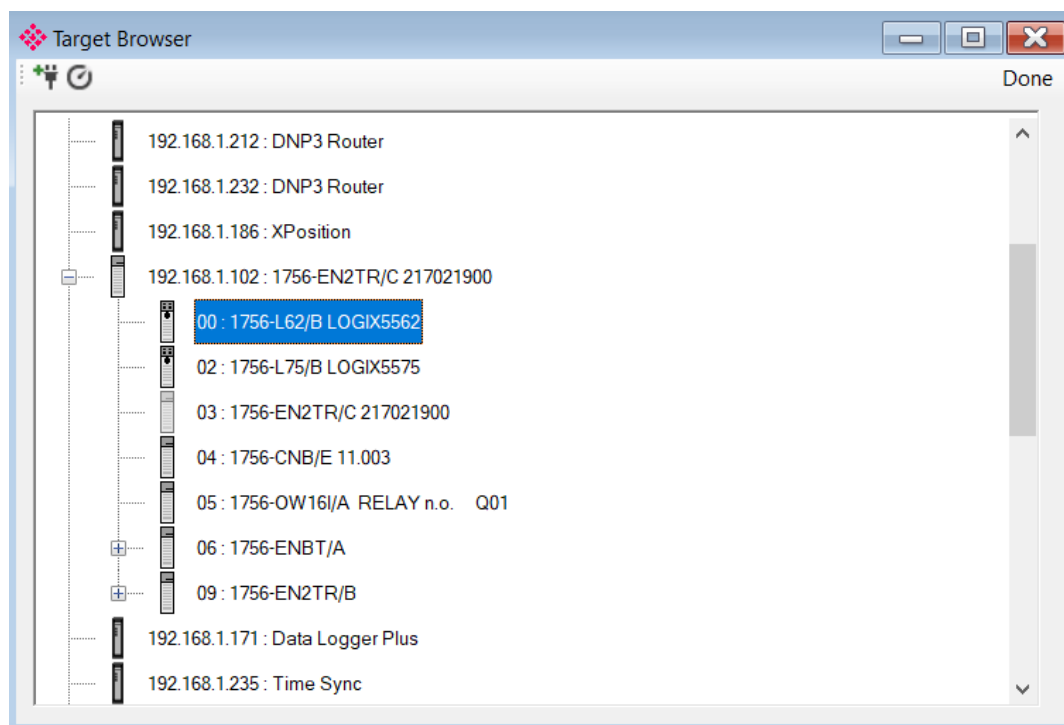 Target Browser
Done
192.168.1.212 : DNP3 Router
192.168.1.232 : DNP3 Router
192.168.1.186 : XPosition
192.168.1.102 : 1756-EN2TR/C 217021900
00 : 1756-L62/B LOGIX5562
02 : 1756-L75/B LOGIX5575
03 : 1756-EN2TR/C 217021900
04 : 1756-CNB/E 11.003
05 : 1756-OW16I/A  RELAY n.o.    Q01
06 : 1756-ENBT/A
09 : 1756-EN2TR/B
192.168.1.171 : Data Logger Plus
192.168.1.235 : Time Sync